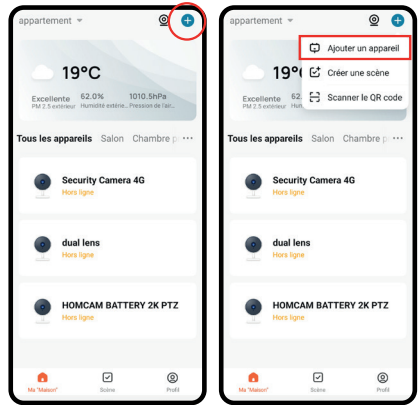 appartement
19°C
Excellente 62.0% 1010.5hPa
PM 2.5 extérieur Humidité extérie... Pression de l'air...
Tous les appareils Salon Chambre p
Security Camera 4G
Hors ligne
dual lens
Hors ligne
HOMCAM BATTERY 2K PTZ
Hors ligne
Ma "Maison" Scène Profil
appartement
Ajouter un appareil
Créer une scène
Scanner le QR code
19°
Excellente 62.
PM 2.5 extérieur Hum
Tous les appareils Salon Chambre p
Security Camera 4G
Hors ligne
dual lens
Hors ligne
HOMCAM BATTERY 2K PTZ
Hors ligne
Ma "Maison" Scène Profil